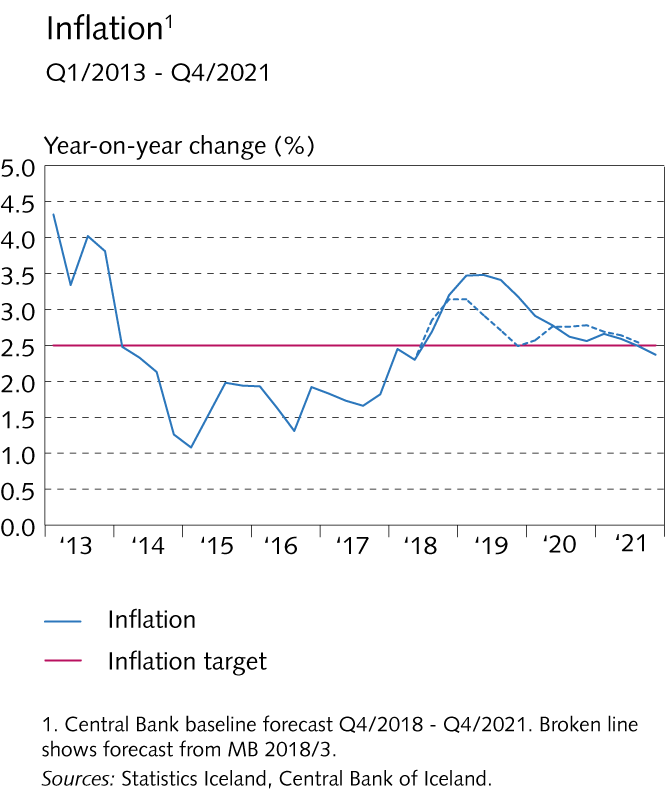 Inflation¹
Q1/2013 - Q4/2021
Year-on-year change (%)
5.0
4.5
4.0
3.5
3.0
2.5
2.0
1.5
1.0
0.5
0.0
‘13 ‘14 ‘15 ‘16 ‘17 ‘18 ‘19 ‘20 ‘21
Inflation
Inflation target
1. Central Bank baseline forecast Q4/2018 - Q4/2021. Broken line
shows forecast from MB 2018/3.
Sources: Statistics Iceland, Central Bank of Iceland.